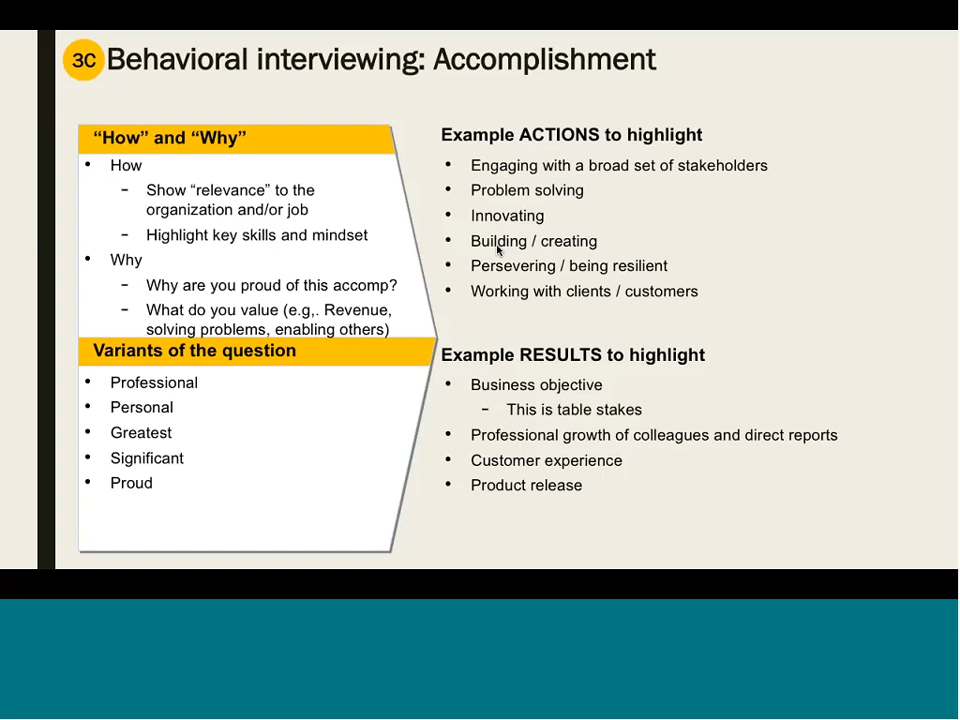 3C Behavioral interviewing: Accomplishment
“How” and “Why”
• How
– Show “relevance” to the
organization and/or job
– Highlight key skills and mindset
• Why
– Why are you proud of this accomp?
– What do you value (e.g,. Revenue,
solving problems, enabling others)
Variants of the question
• Professional
• Personal
• Greatest
• Significant
• Proud
Example ACTIONS to highlight
• Engaging with a broad set of stakeholders
• Problem solving
• Innovating
• Building / creating
• Persevering / being resilient
• Working with clients / customers
Example RESULTS to highlight
• Business objective
– This is table stakes
• Professional growth of colleagues and direct reports
• Customer experience
• Product release